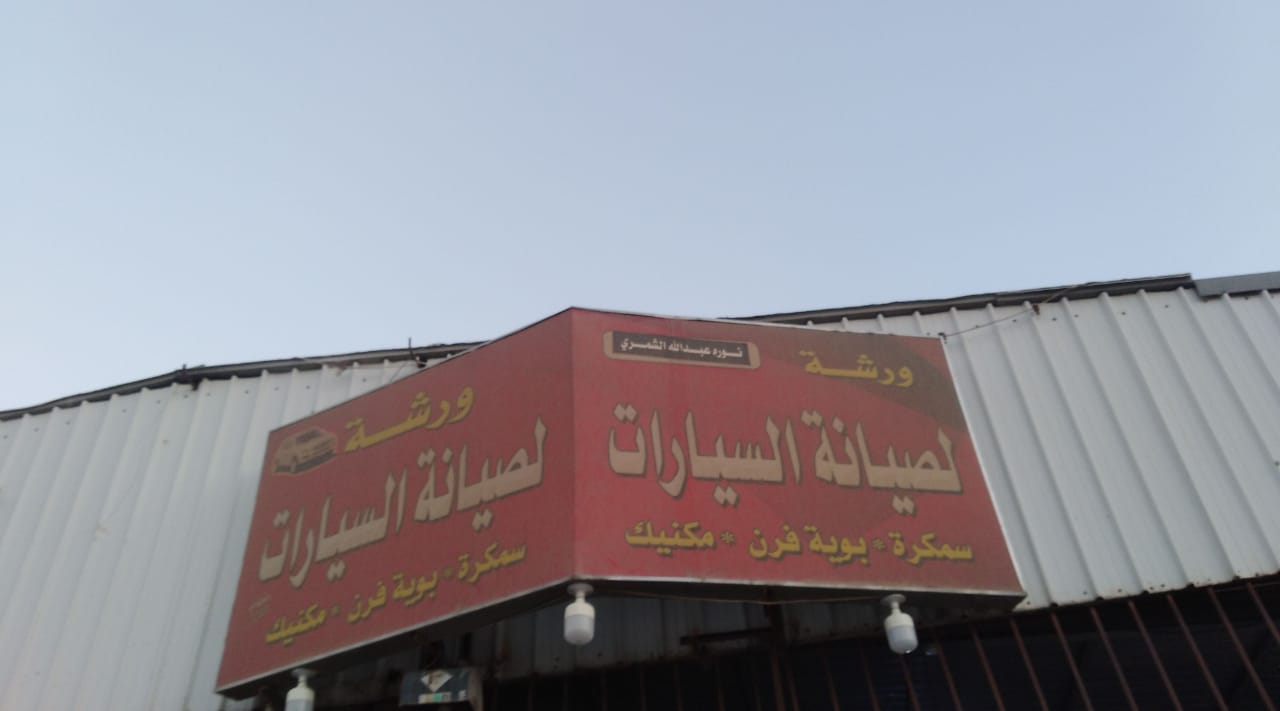 ورشة
نوره عبدالله الشمري
لصيانة السيارات
سمكرة * بوية فرن * مكنيك
ورشة
لصيانة السيارات
سمكرة * بوية فرن * مكنيك